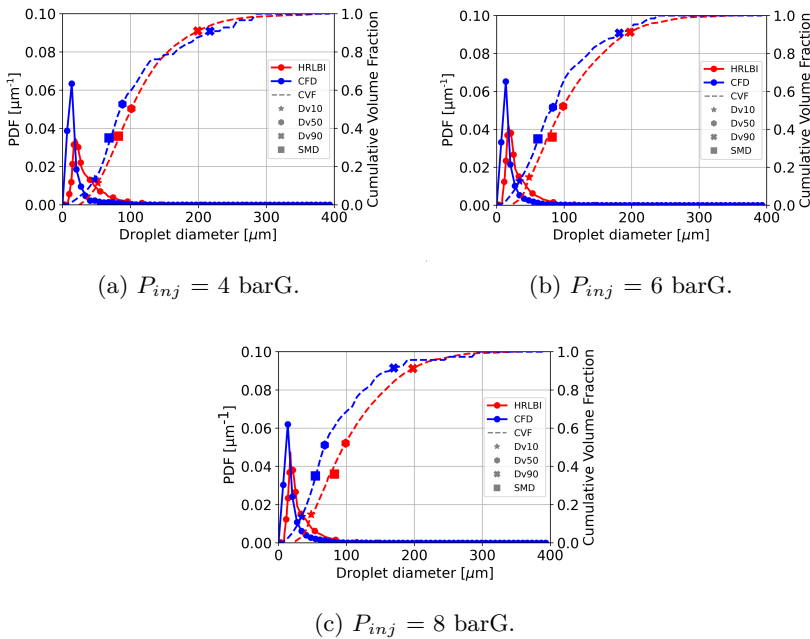 0.10
0.08
0.06
0.04
0.02
0.00
PDF [μm⁻¹]
0 100 200 300 400
Droplet diameter [μm]
1.0
0.8
0.6
0.4
0.2
0.0
Cumulative Volume Fraction
HRLBI
CFD
CVF
Dv10
Dv50
Dv90
SMD
(a) P_inj = 4 barG.
0.10
0.08
0.06
0.04
0.02
0.00
PDF [μm⁻¹]
0 100 200 300 400
Droplet diameter [μm]
1.0
0.8
0.6
0.4
0.2
0.0
Cumulative Volume Fraction
HRLBI
CFD
CVF
Dv10
Dv50
Dv90
SMD
(b) P_inj = 6 barG.
0.10
0.08
0.06
0.04
0.02
0.00
PDF [μm⁻¹]
0 100 200 300 400
Droplet diameter [μm]
1.0
0.8
0.6
0.4
0.2
0.0
Cumulative Volume Fraction
HRLBI
CFD
CVF
Dv10
Dv50
Dv90
SMD
(c) P_inj = 8 barG.